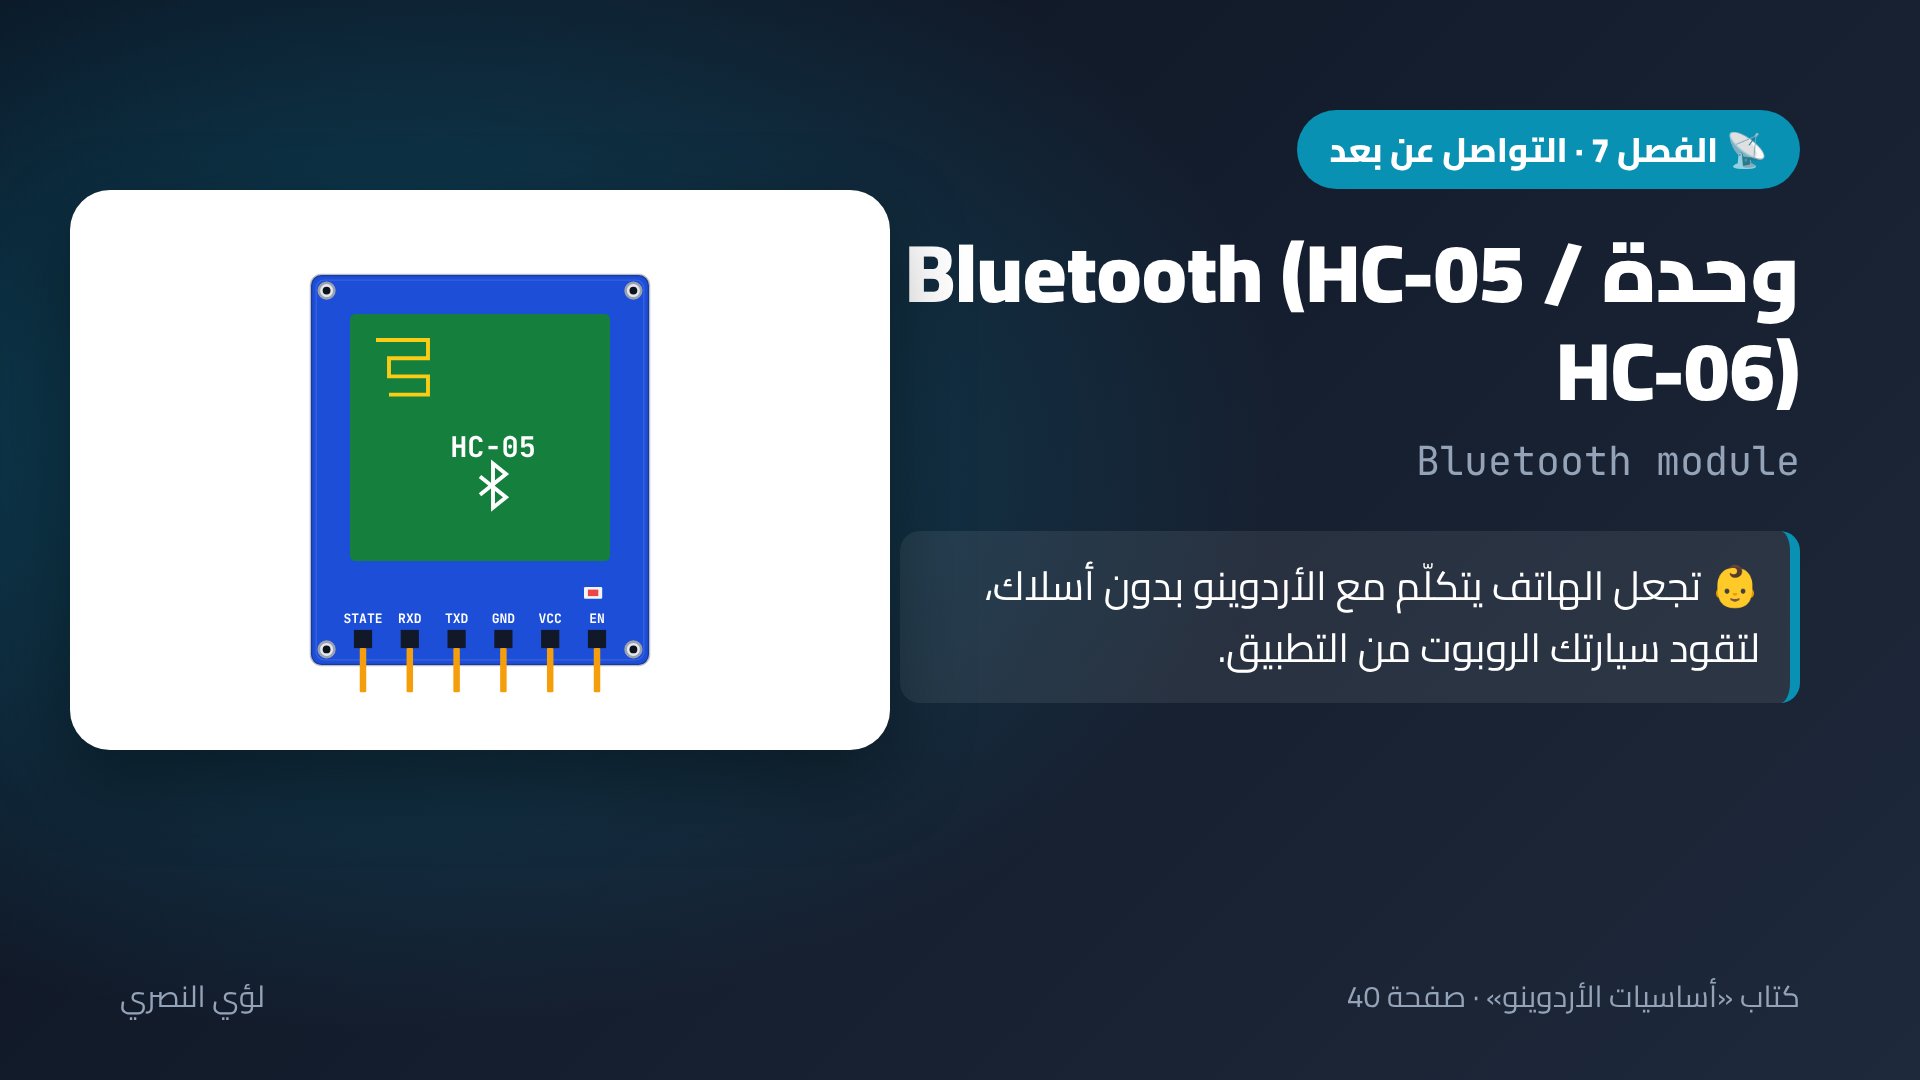 📡 الفصل 7 · التواصل عن بعد
وحدة Bluetooth (HC-05 /
HC-06)
Bluetooth module
👶 تجعل الهاتف يتكلّم مع الأردوينو بدون أسلاك،
لتقود سيارتك الروبوت من التطبيق.
HC-05
STATE RXD TXD GND VCC EN
كتاب «أساسيات الأردوينو» · صفحة 40
لؤي النصري